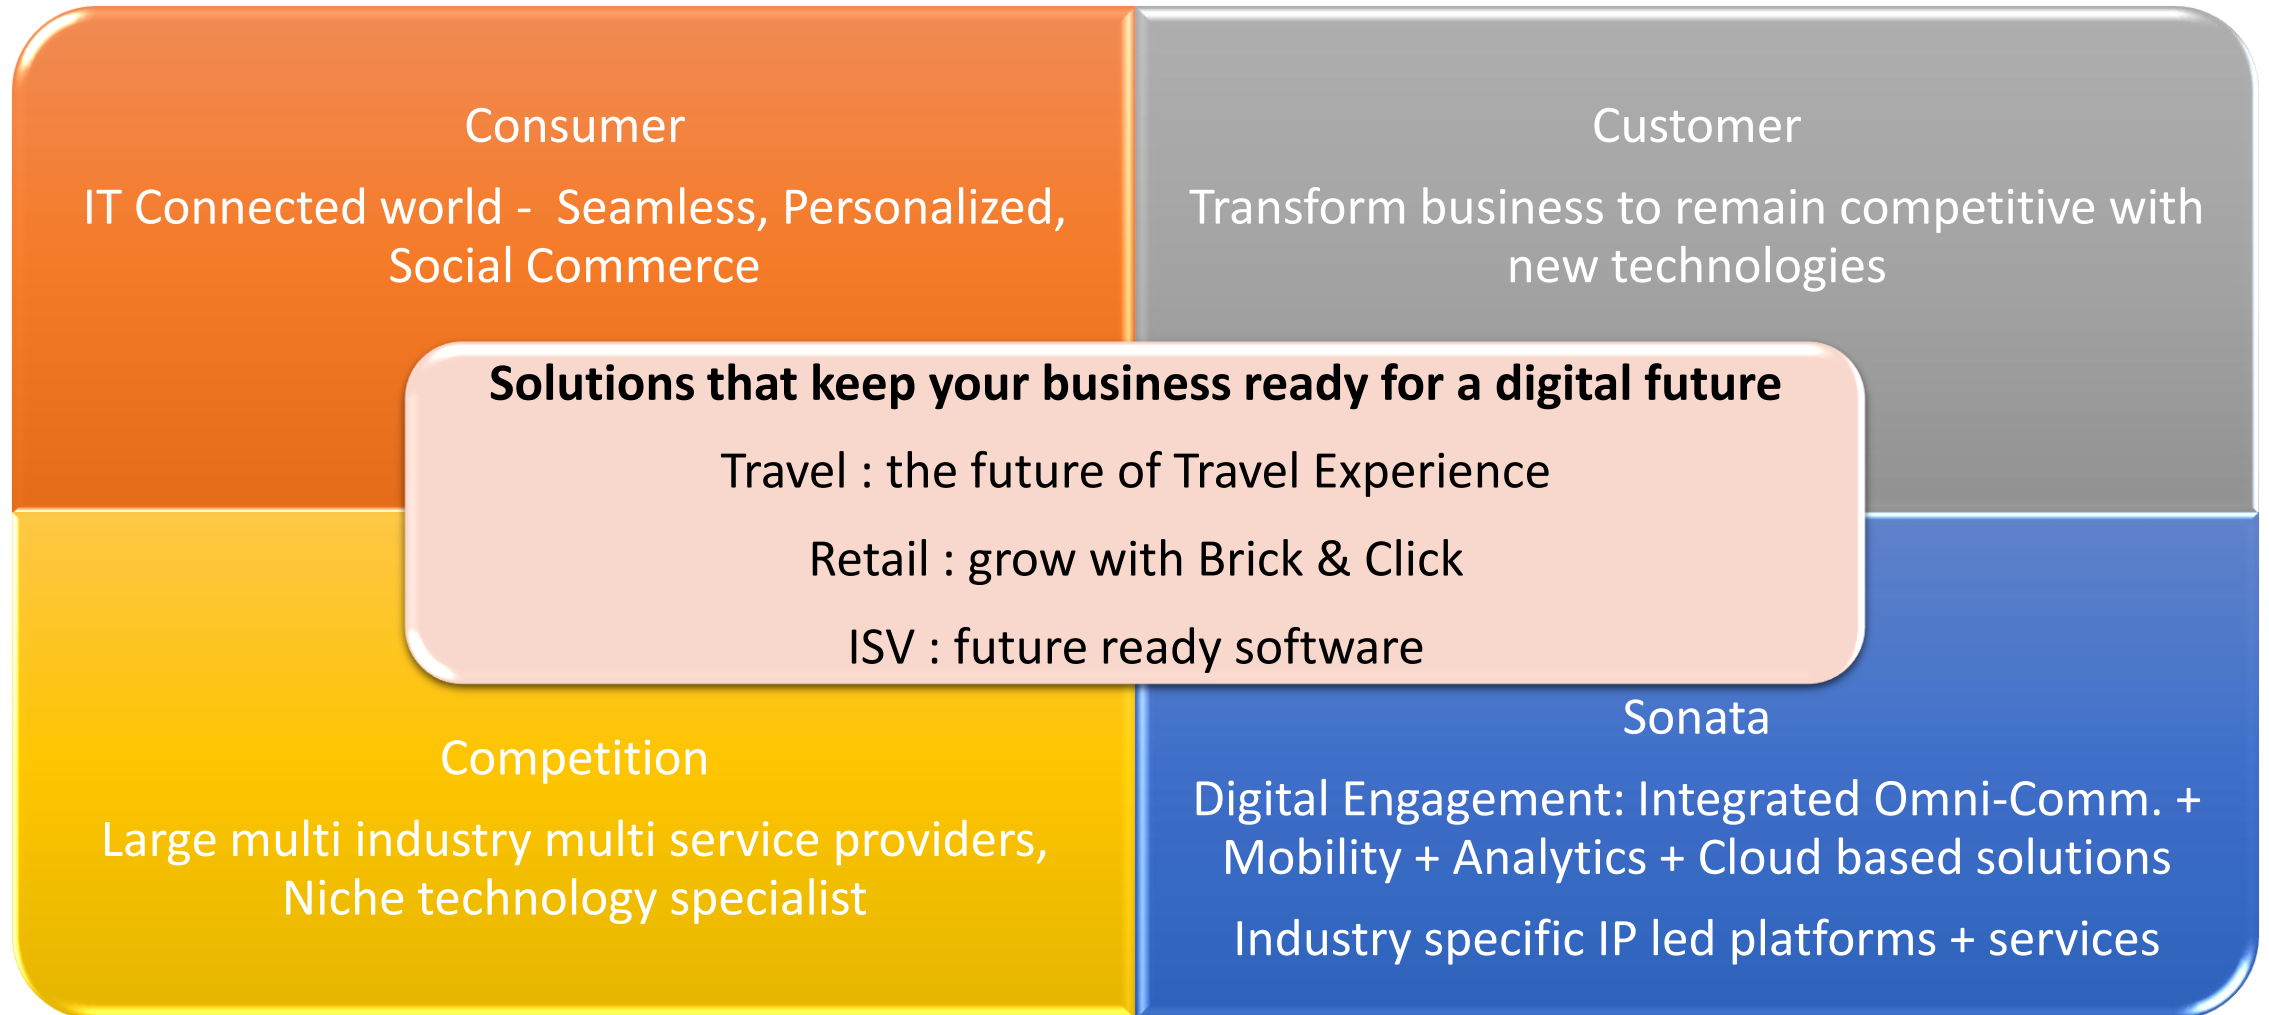 Consumer
IT Connected world -  Seamless, Personalized,
Social Commerce
Customer
Transform business to remain competitive with
new technologies
Solutions that keep your business ready for a digital future
Travel : the future of Travel Experience
Retail : grow with Brick & Click
ISV : future ready software
Competition
Large multi industry multi service providers,
Niche technology specialist
Sonata
Digital Engagement: Integrated Omni-Comm. +
Mobility + Analytics + Cloud based solutions
Industry specific IP led platforms + services